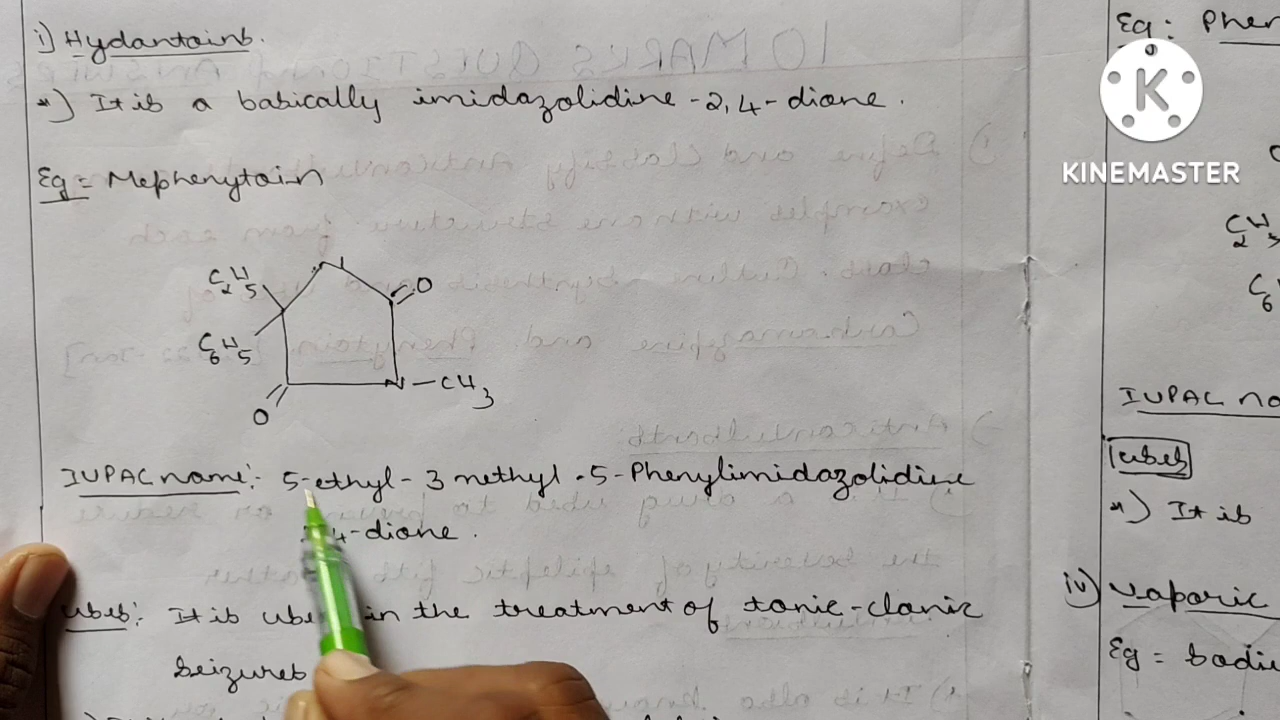 i) Hydantoins.
*) It is a basically imidazolidine-2,4-dione.
Eg = Mephenytoin
C2H5
O
C6H5
N-CH3
O
IUPAC name:- 5-ethyl-3 methyl-5-Phenylimidazolidine
4-dione.
uses:- It is used in the treatment of tonic-clonic
seizures
Eg: Phen
K
KINEMASTER
C2H5
C6
IUPAC na
uses
*) It is
iv) Valporic
Eg = Sodiu